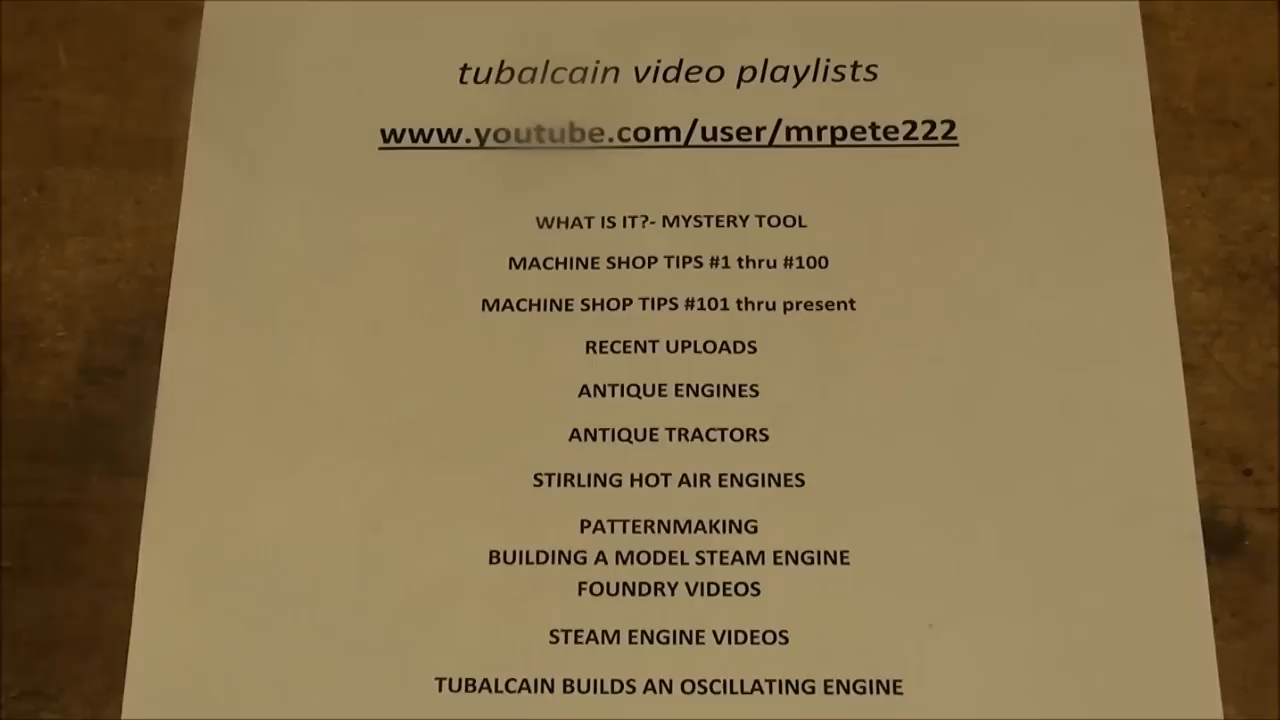 tubalcain video playlists
www.youtube.com/user/mrpete222
WHAT IS IT?- MYSTERY TOOL
MACHINE SHOP TIPS #1 thru #100
MACHINE SHOP TIPS #101 thru present
RECENT UPLOADS
ANTIQUE ENGINES
ANTIQUE TRACTORS
STIRLING HOT AIR ENGINES
PATTERNMAKING
BUILDING A MODEL STEAM ENGINE
FOUNDRY VIDEOS
STEAM ENGINE VIDEOS
TUBALCAIN BUILDS AN OSCILLATING ENGINE